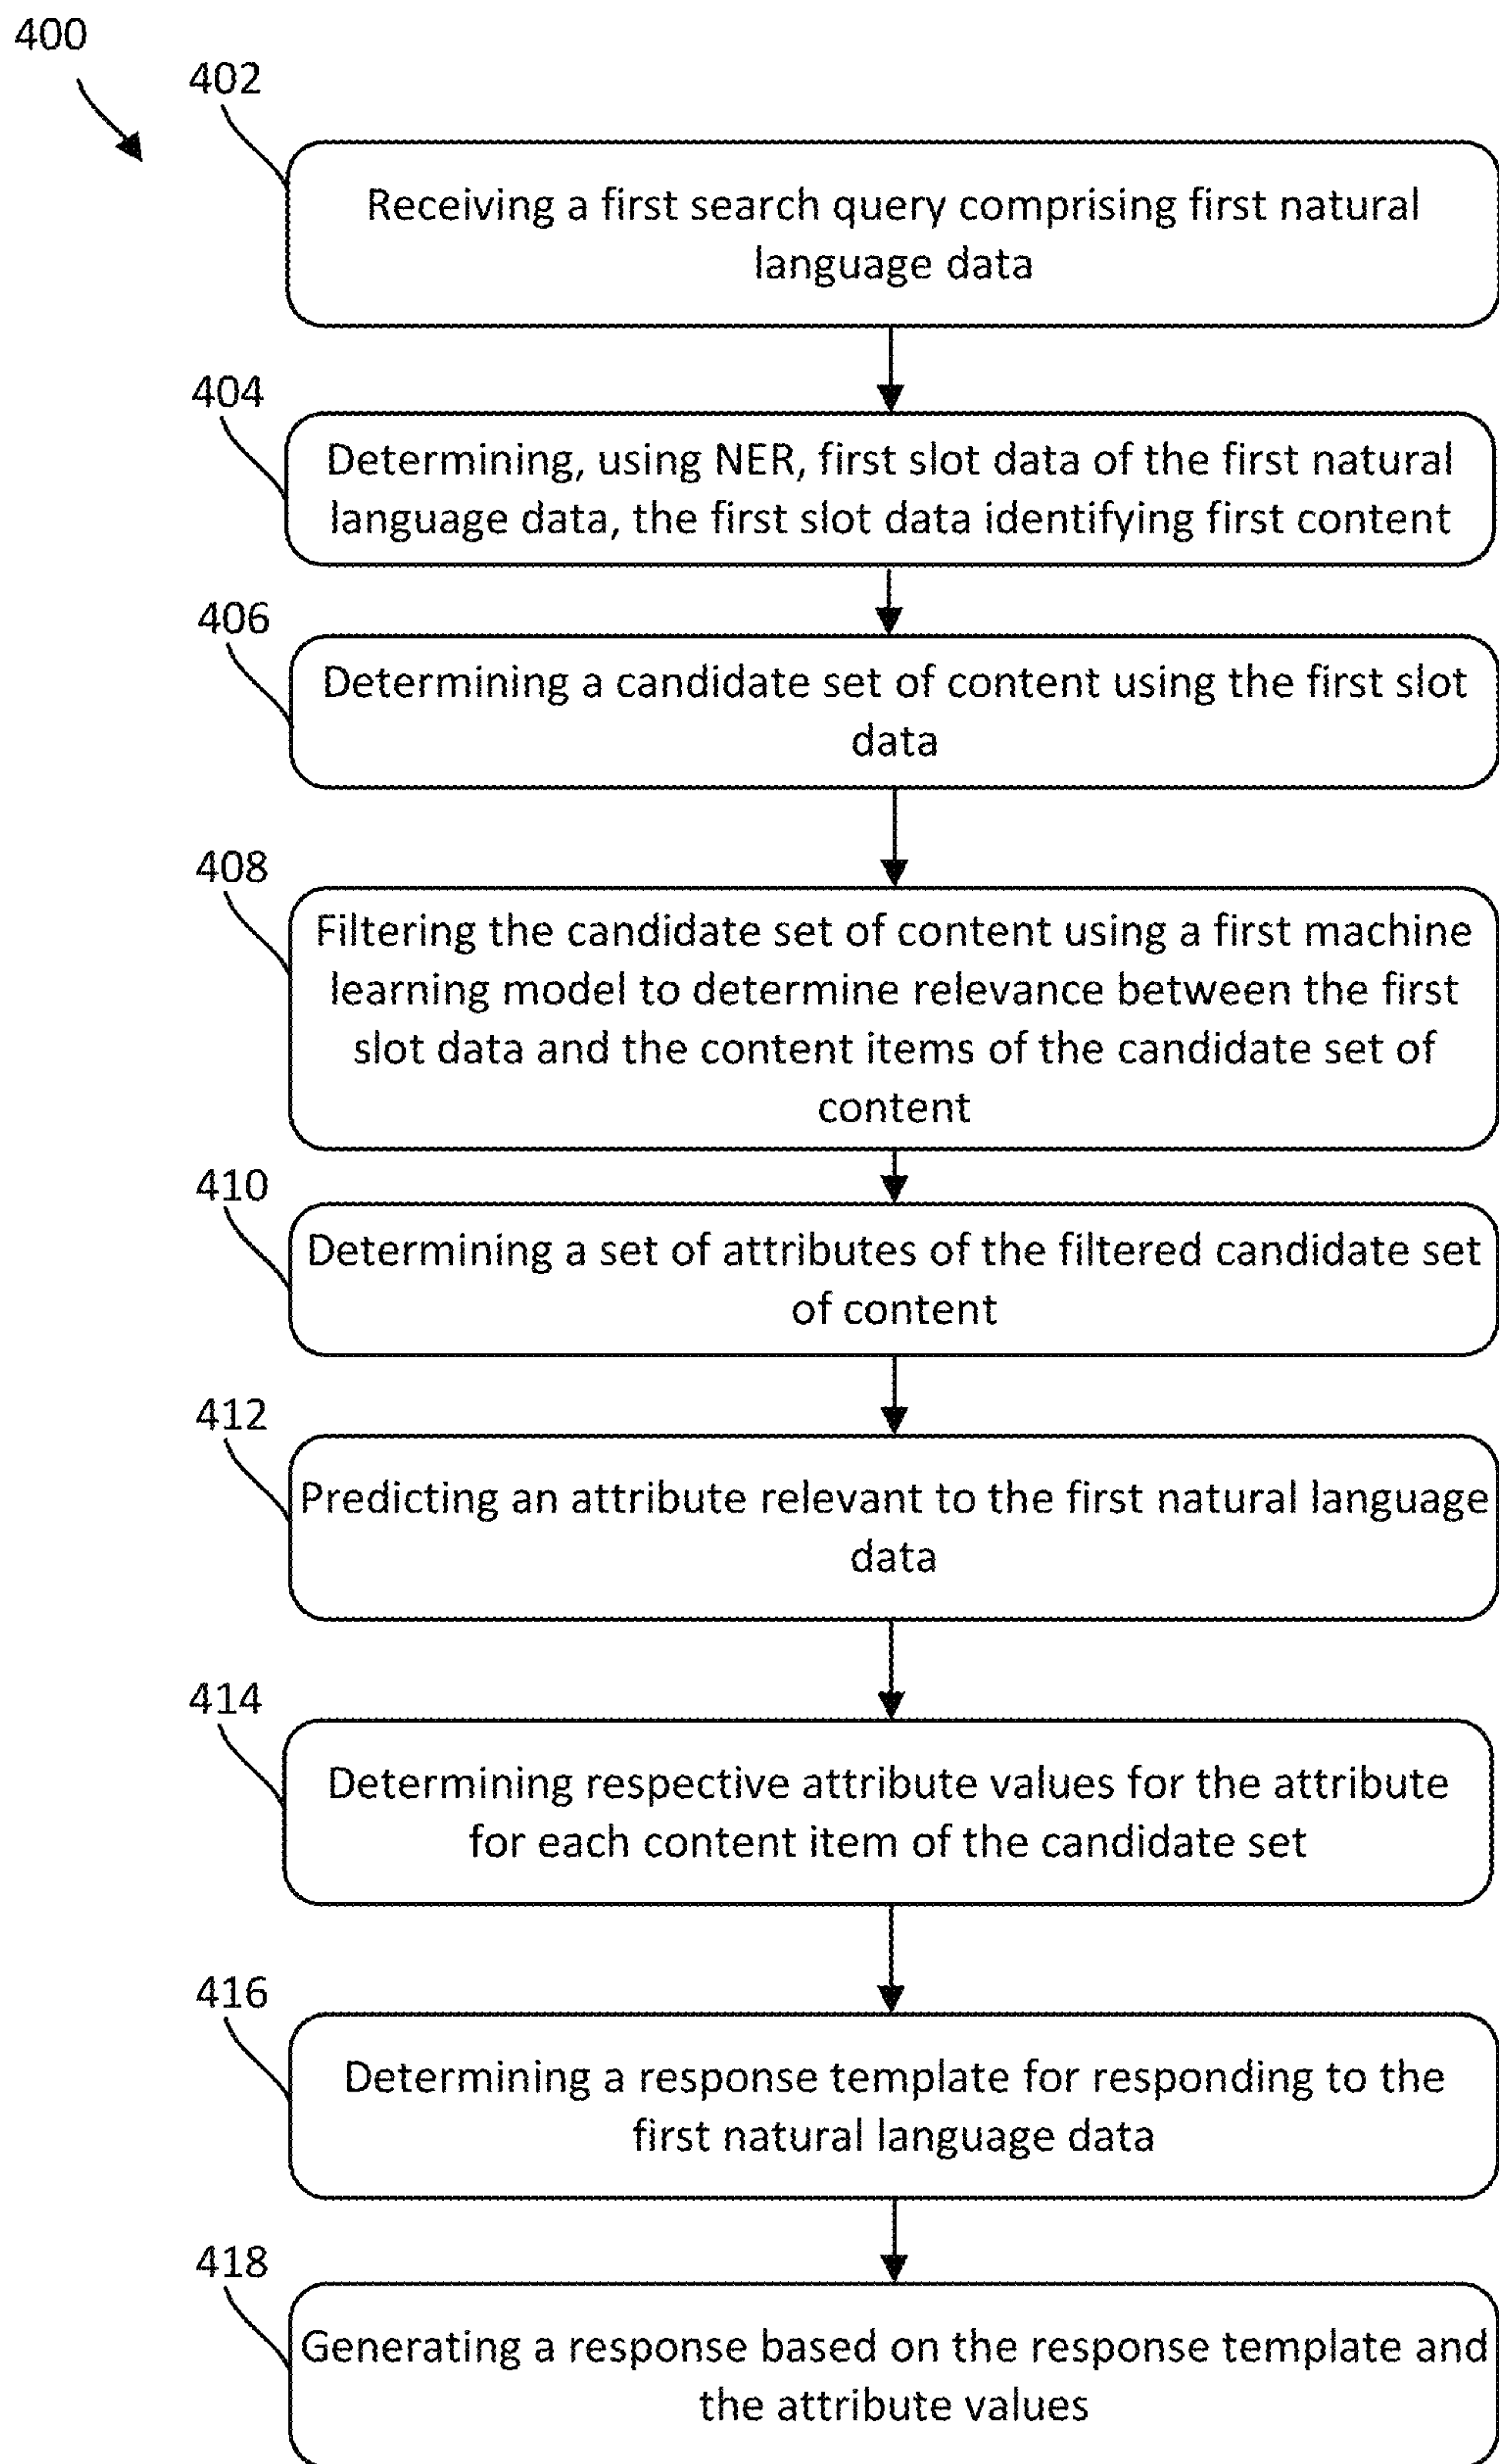 400
402
Receiving a first search query comprising first natural
language data
404
Determining, using NER, first slot data of the first natural
language data, the first slot data identifying first content
406
Determining a candidate set of content using the first slot
data
408
Filtering the candidate set of content using a first machine
learning model to determine relevance between the first
slot data and the content items of the candidate set of
content
410
Determining a set of attributes of the filtered candidate set
of content
412
Predicting an attribute relevant to the first natural language
data
414
Determining respective attribute values for the attribute
for each content item of the candidate set
416
Determining a response template for responding to the
first natural language data
418
Generating a response based on the response template and
the attribute values